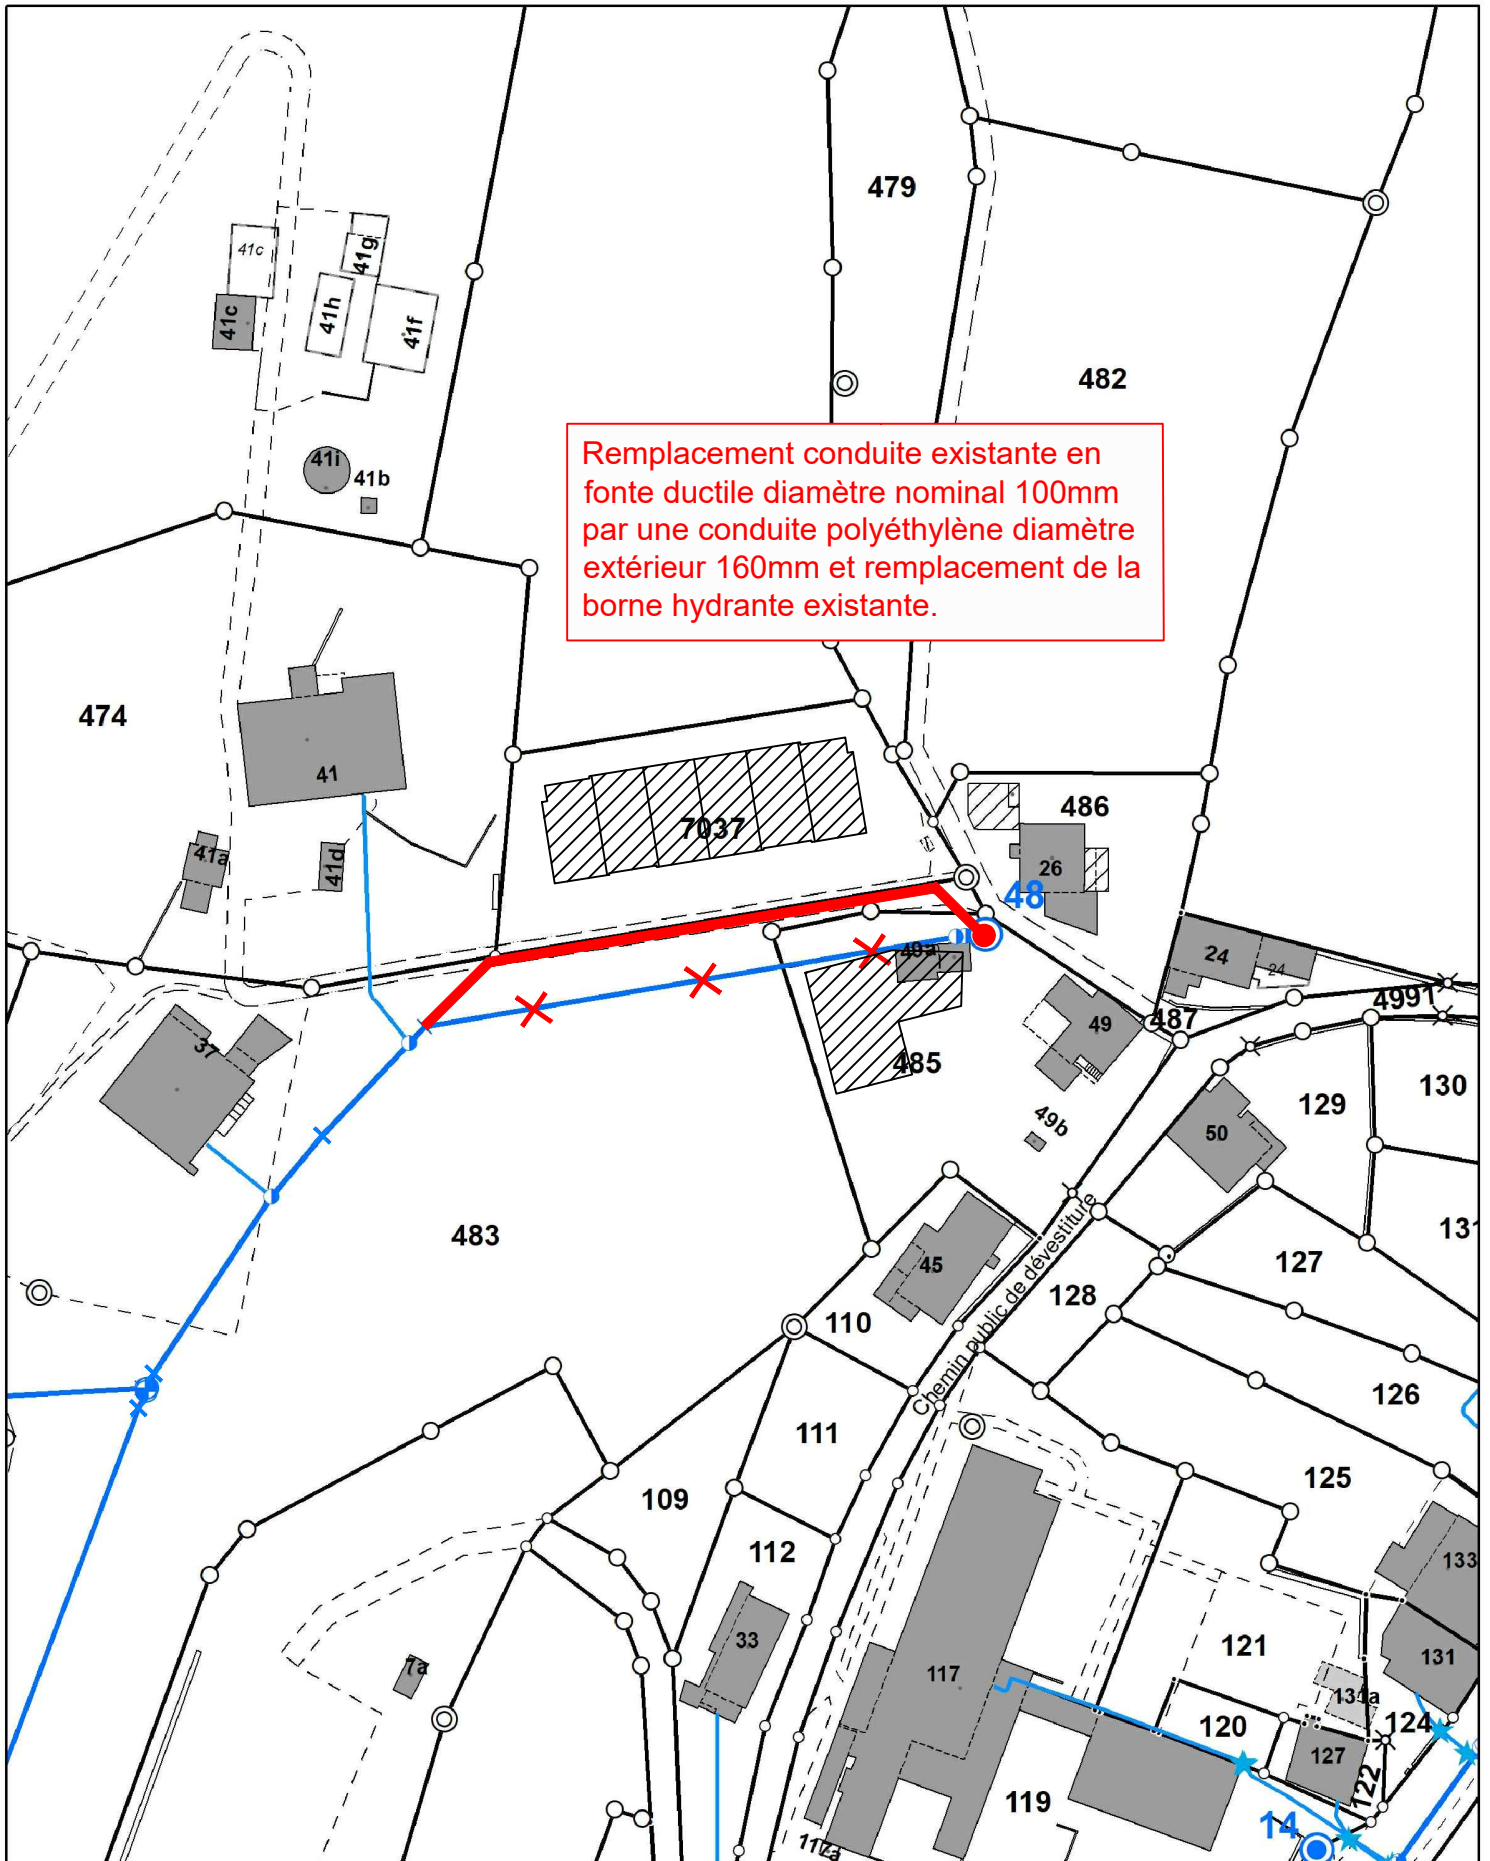 479
41c
41g
41h
41f
41c
482
Remplacement conduite existante en
fonte ductile diamètre nominal 100mm
par une conduite polyéthylène diamètre
extérieur 160mm et remplacement de la
borne hydrante existante.
41i
41b
474
41
7037
486
26
41a
41d
48
49a
24
24
4991
487
49
37
485
130
129
49b
50
131
483
127
45
128
110
Chemin public de dévestiture
126
111
125
109
112
133
121
33
131
7a
117
131a
120
124
127
122
119
14
117a